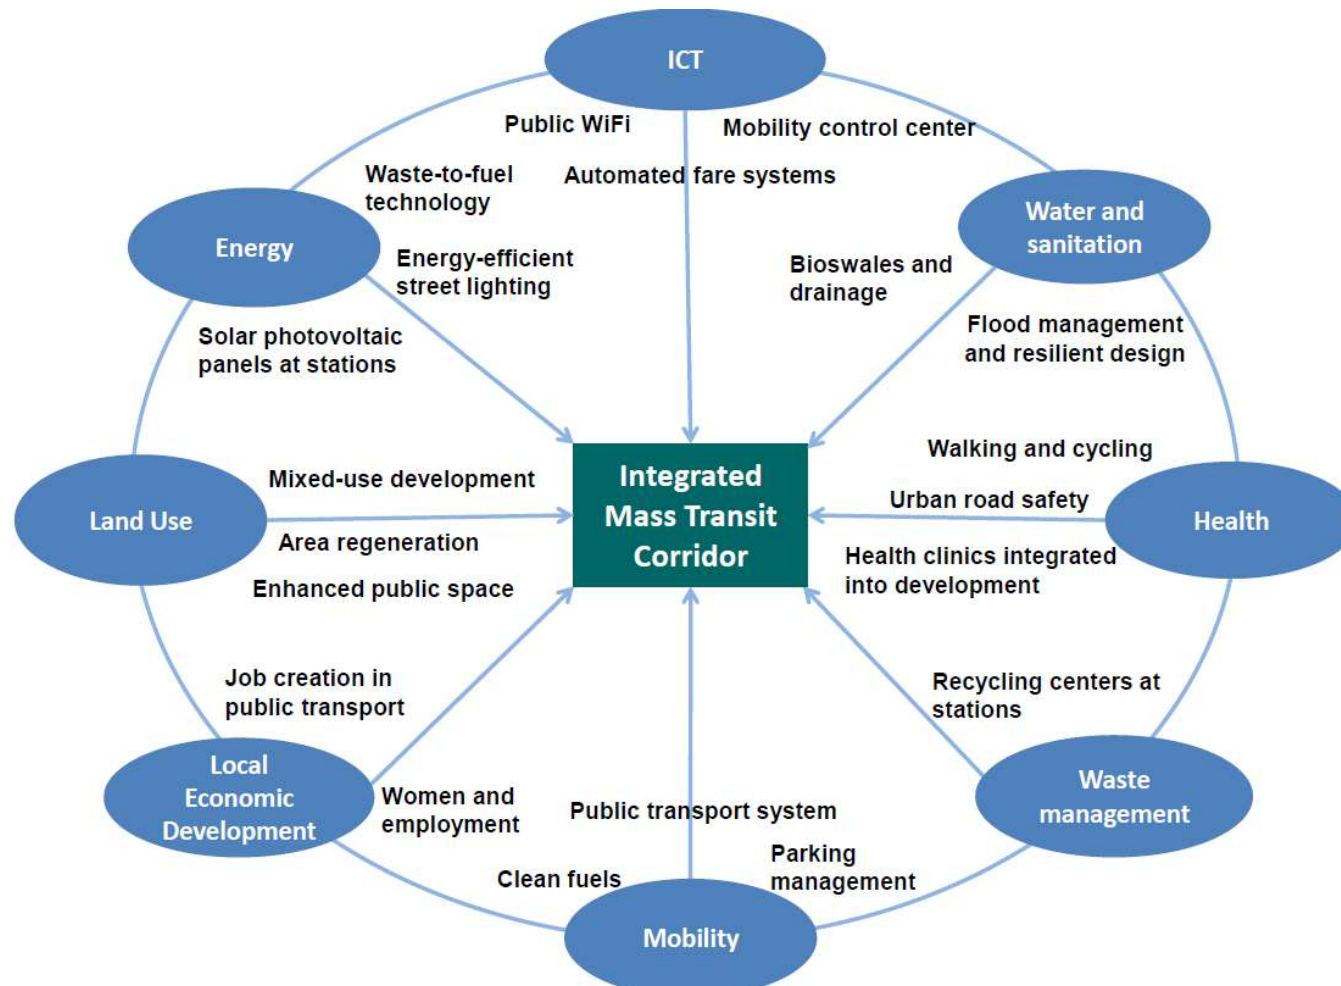 ICT
Public WiFi
Mobility control center
Waste-to-fuel
technology
Automated fare systems
Energy
Water and
sanitation
Energy-efficient
street lighting
Bioswales and
drainage
Solar photovoltaic
panels at stations
Flood management
and resilient design
Land Use
Mixed-use development
Area regeneration
Enhanced public space
Integrated
Mass Transit
Corridor
Walking and cycling
Urban road safety
Health clinics integrated
into development
Health
Job creation in
public transport
Recycling centers at
stations
Local
Economic
Development
Women and
employment
Public transport system
Waste
management
Clean fuels
Parking
management
Mobility